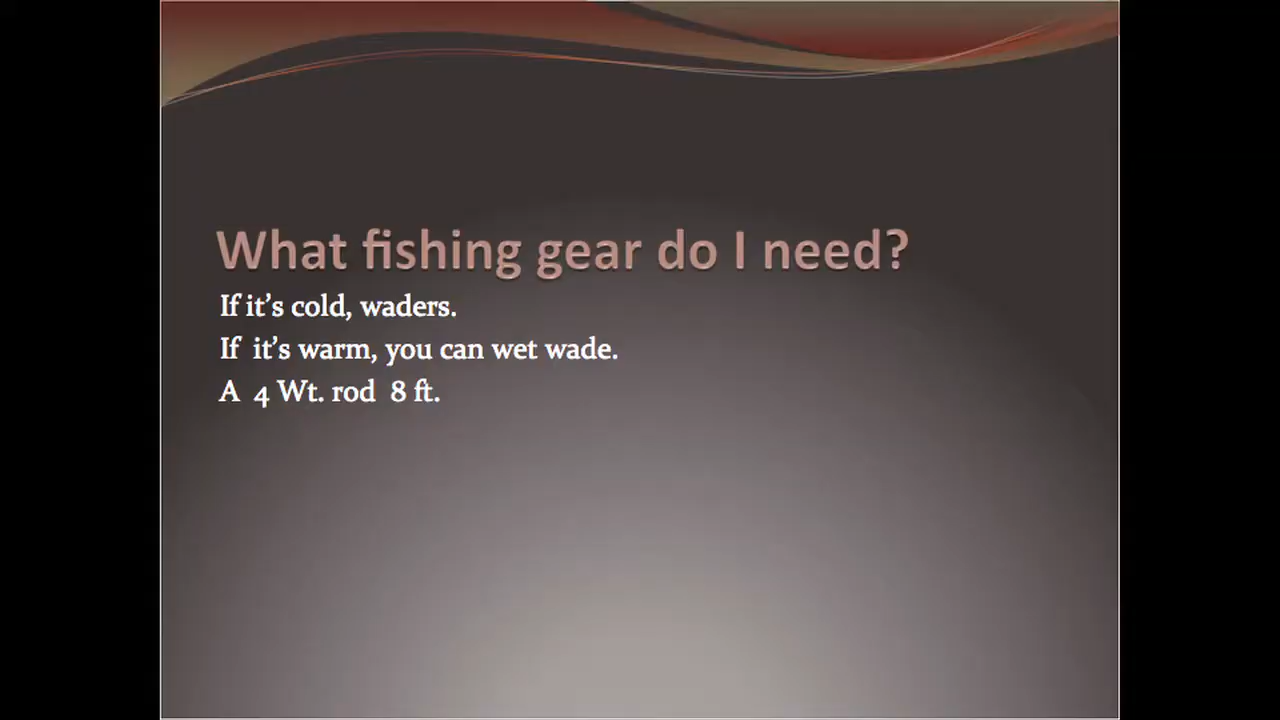 What fishing gear do I need?
If it's cold, waders.
If  it's warm, you can wet wade.
A  4 Wt. rod  8 ft.